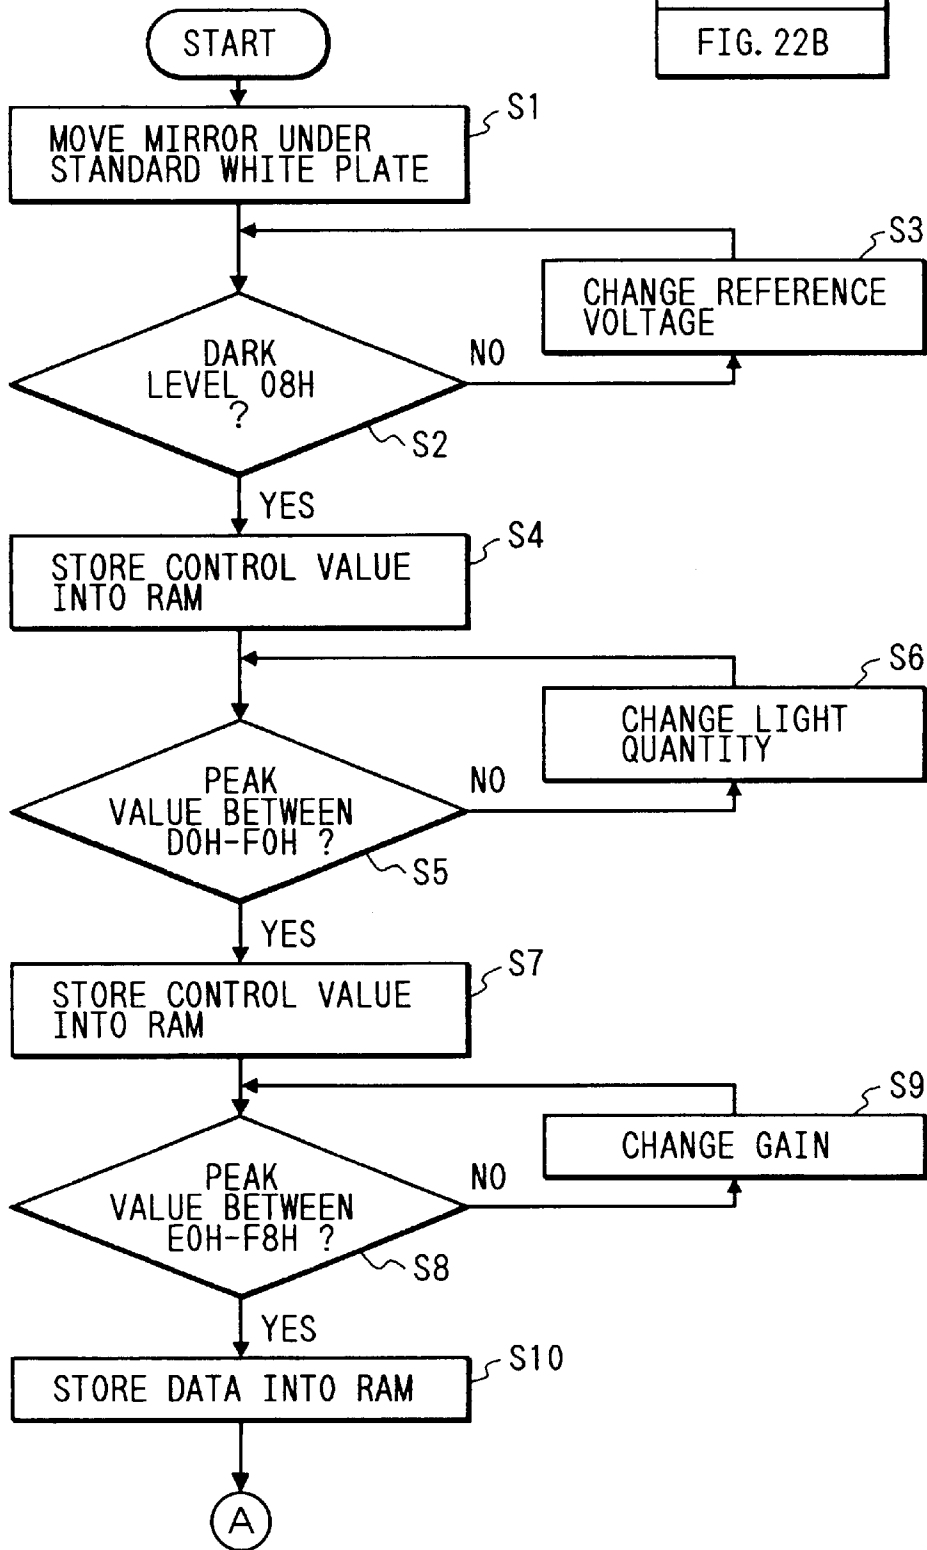 START
FIG. 22B
S1
MOVE MIRROR UNDER
STANDARD WHITE PLATE
S3
CHANGE REFERENCE
VOLTAGE
DARK
LEVEL 08H
?
NO
S2
YES
S4
STORE CONTROL VALUE
INTO RAM
S6
CHANGE LIGHT
QUANTITY
PEAK
VALUE BETWEEN
D0H-F0H ?
NO
S5
YES
S7
STORE CONTROL VALUE
INTO RAM
S9
CHANGE GAIN
PEAK
VALUE BETWEEN
E0H-F8H ?
NO
S8
YES
S10
STORE DATA INTO RAM
A